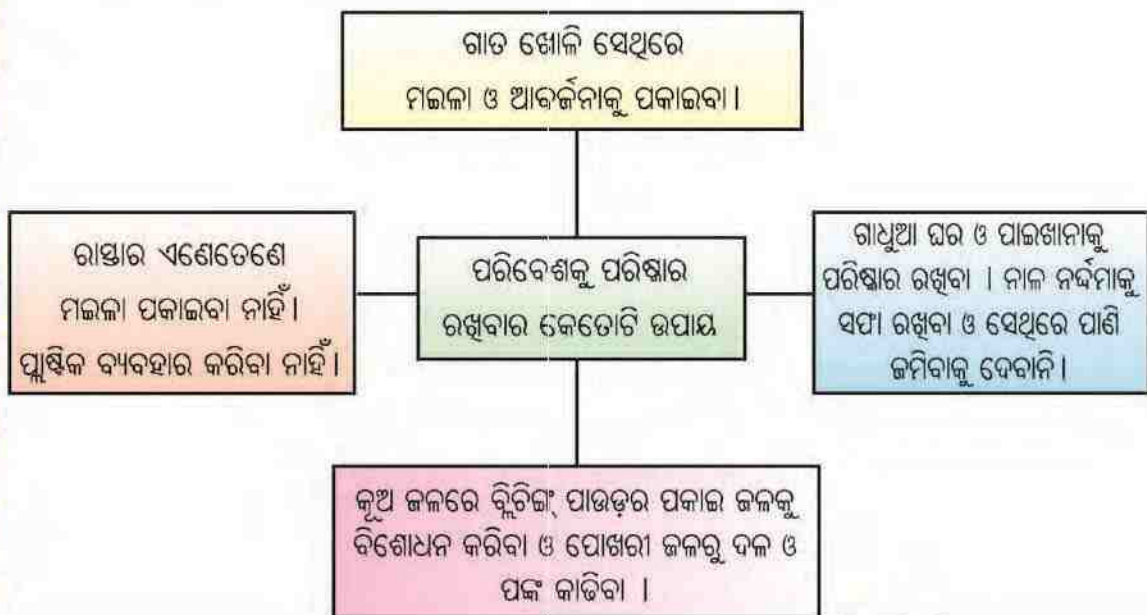 ଗାତ ଖୋଳି ସେଥିରେ
ମଇଳା ଓ ଆବର୍ଜନାକୁ ପକାଇବା ।
ରାସ୍ତାର ଏଣେତେଣେ
ମଇଳା ପକାଇବା ନାହିଁ ।
ପ୍ଲାଷ୍ଟିକ ବ୍ୟବହାର କରିବା ନାହିଁ ।
ପରିବେଶକୁ ପରିଷ୍କାର
ରଖିବାର କେତୋଟି ଉପାୟ
ଗାଧୁଆ ଘର ଓ ପାଇଖାନାକୁ
ପରିଷ୍କାର ରଖିବା । ନାଳ ନର୍ଦ୍ଦମାକୁ
ସଫା ରଖିବା ଓ ସେଥିରେ ପାଣି
ଜମିବାକୁ ଦେବାନି ।
କୂଅ ଜଳରେ ବ୍ଲିଚିଙ୍ଗ୍ ପାଉଡ଼ର ପକାଇ ଜଳକୁ
ବିଶୋଧନ କରିବା ଓ ପୋଖରୀ ଜଳରୁ ଦଳ ଓ
ପଙ୍କ କାଢିବା ।